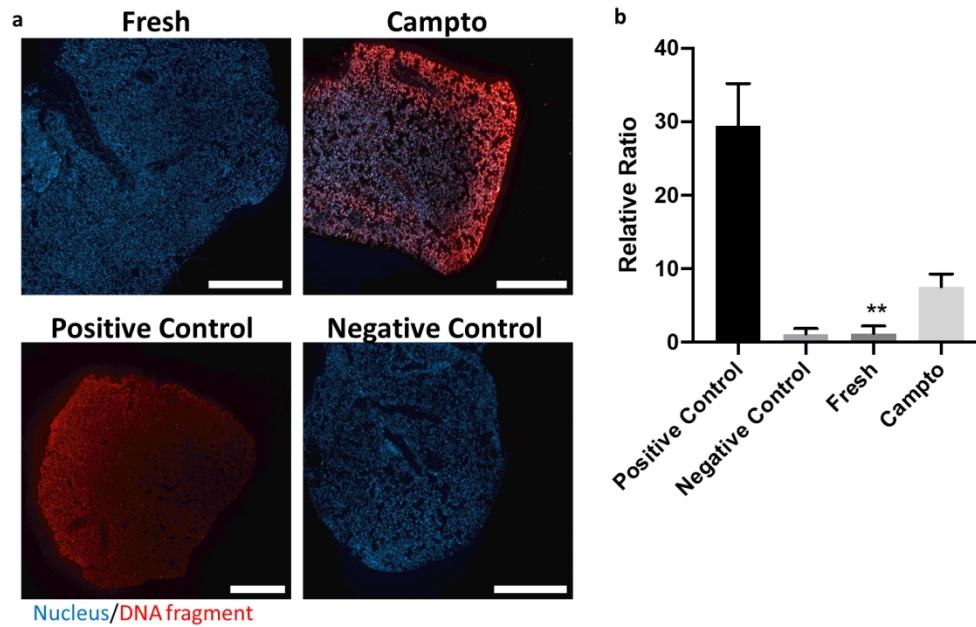 a
Fresh
Campto
Positive Control
Negative Control
Nucleus/DNA fragment
b
Relative Ratio
40
30
20
10
0
**
Positive Control
Negative Control
Fresh
Campto